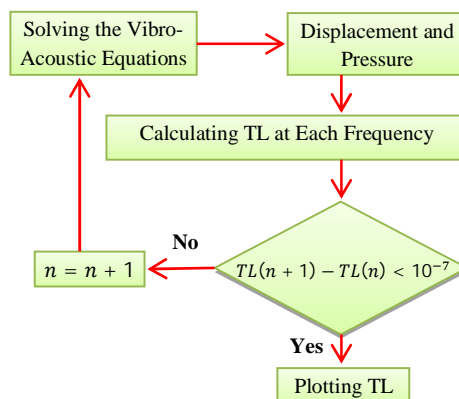 Solving the Vibro-
Acoustic Equations
Displacement and
Pressure
Calculating TL at Each Frequency
No
n = n + 1
TL(n + 1) − TL(n) < 10⁻⁷
Yes
Plotting TL